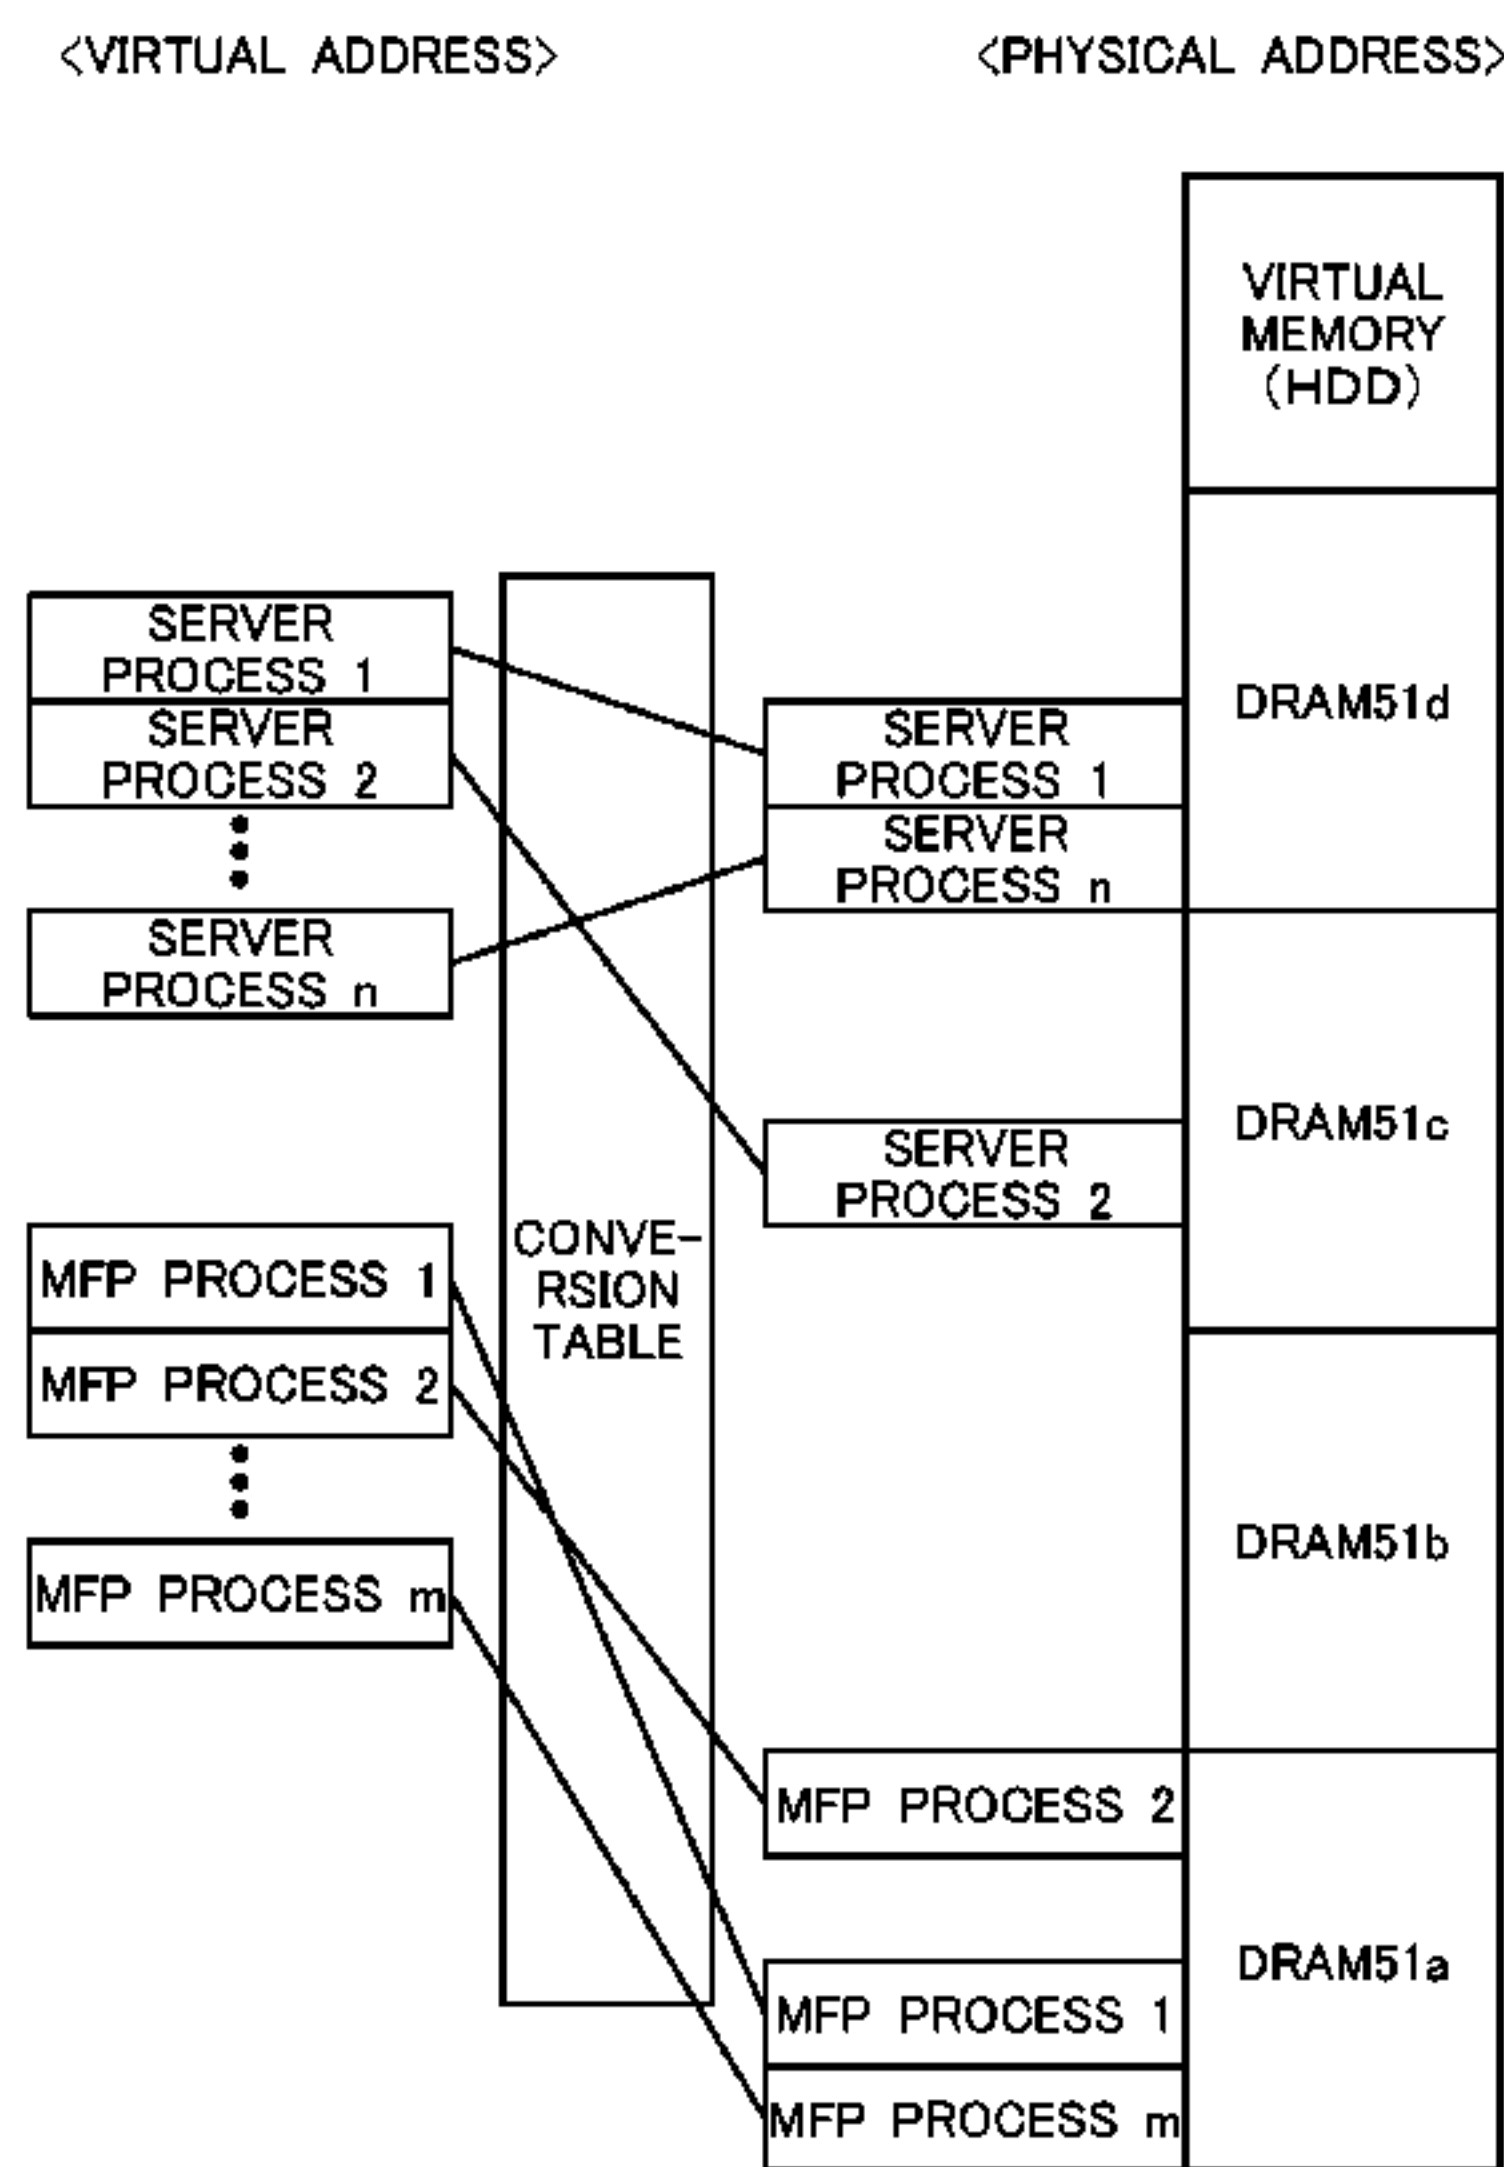 <VIRTUAL ADDRESS>
<PHYSICAL ADDRESS>
VIRTUAL
MEMORY
(HDD)
SERVER
PROCESS 1
SERVER
PROCESS 2
SERVER
PROCESS n
MFP PROCESS 1
MFP PROCESS 2
MFP PROCESS m
CONVE-
RSION
TABLE
SERVER
PROCESS 1
SERVER
PROCESS n
SERVER
PROCESS 2
MFP PROCESS 2
MFP PROCESS 1
MFP PROCESS m
DRAM51d
DRAM51c
DRAM51b
DRAM51a